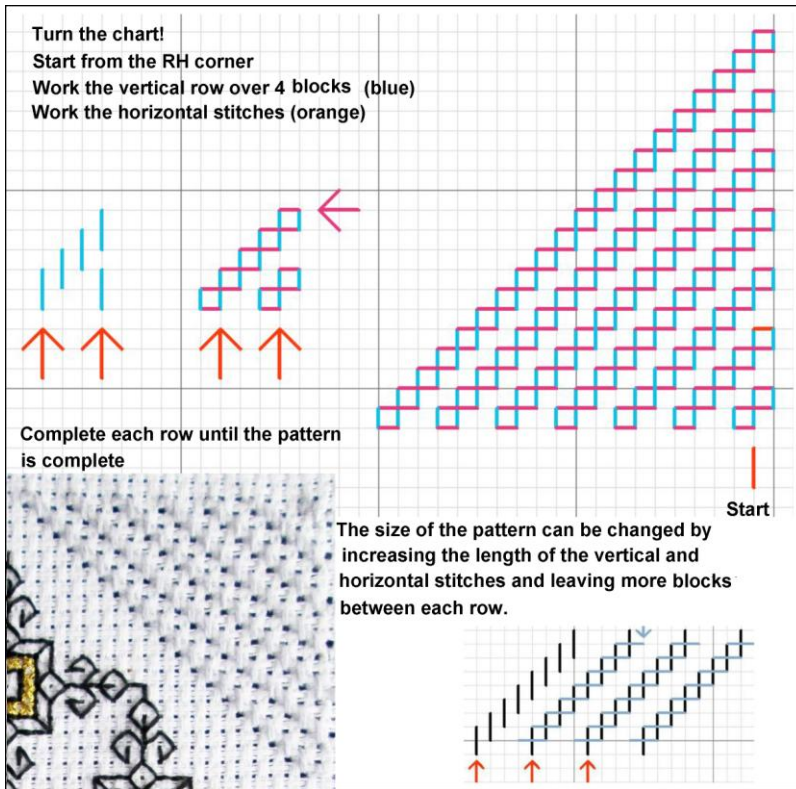 Turn the chart!
Start from the RH corner
Work the vertical row over 4 blocks (blue)
Work the horizontal stitches (orange)
Complete each row until the pattern
is complete
Start
The size of the pattern can be changed by
increasing the length of the vertical and
horizontal stitches and leaving more blocks
between each row.